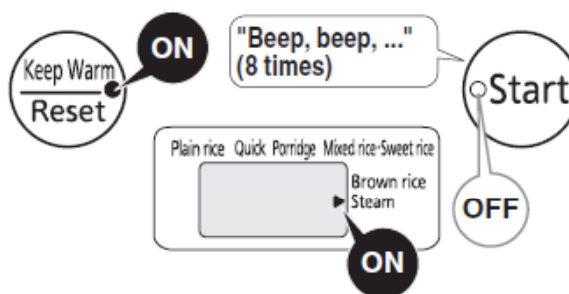 Keep Warm
Reset
ON
"Beep, beep, ..."
(8 times)
Start
OFF
Plain rice Quick Porridge Mixed rice·Sweet rice
Brown rice
Steam
ON